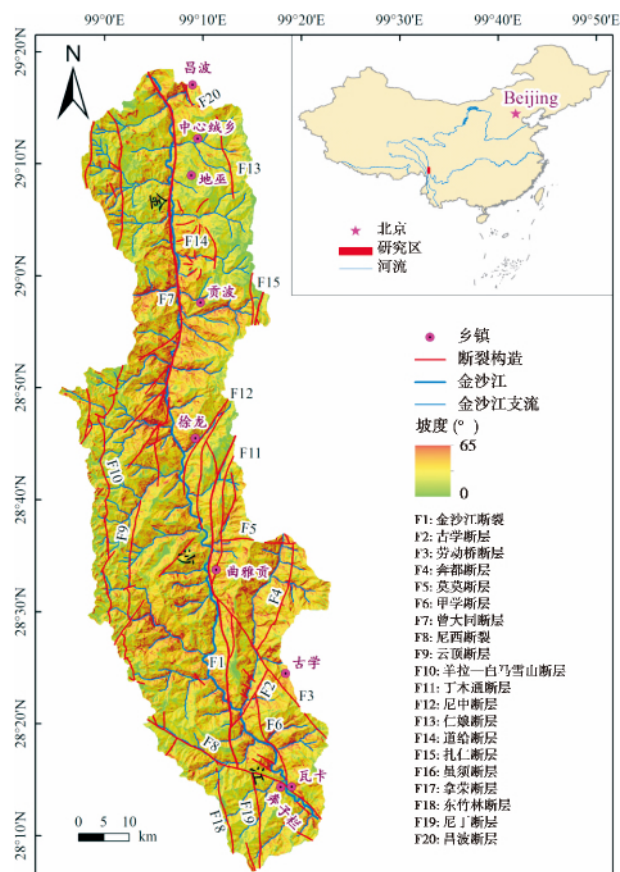 99°0′E
99°10′E
99°20′E
99°30′E
99°40′E
99°50′E
29°20′N
29°10′N
29°0′N
28°50′N
28°40′N
28°30′N
28°20′N
28°10′N
N
昌波
F20
中心绒乡
F13
地巫
金
F14
F15
F7
贡波
F12
徐龙
F11
F10
F9
F5
沙
曲雅贡
F4
F1
古学
F2
F3
F6
F8
江
瓦卡
奔子栏
F19
F18
0 5 10
km
Beijing
北京
研究区
河流
乡镇
断裂构造
金沙江
金沙江支流
坡度(°)
65
0
F1: 金沙江断裂
F2: 古学断层
F3: 劳动桥断层
F4: 奔都断层
F5: 莫莫断层
F6: 甲学断层
F7: 曾大同断层
F8: 尼西断裂
F9: 云顶断层
F10: 羊拉—白马雪山断层
F11: 丁木通断层
F12: 尼中断层
F13: 仁娘断层
F14: 道给断层
F15: 扎仁断层
F16: 虽须断层
F17: 拿荣断层
F18: 东竹林断层
F19: 尼丁断层
F20: 昌波断层